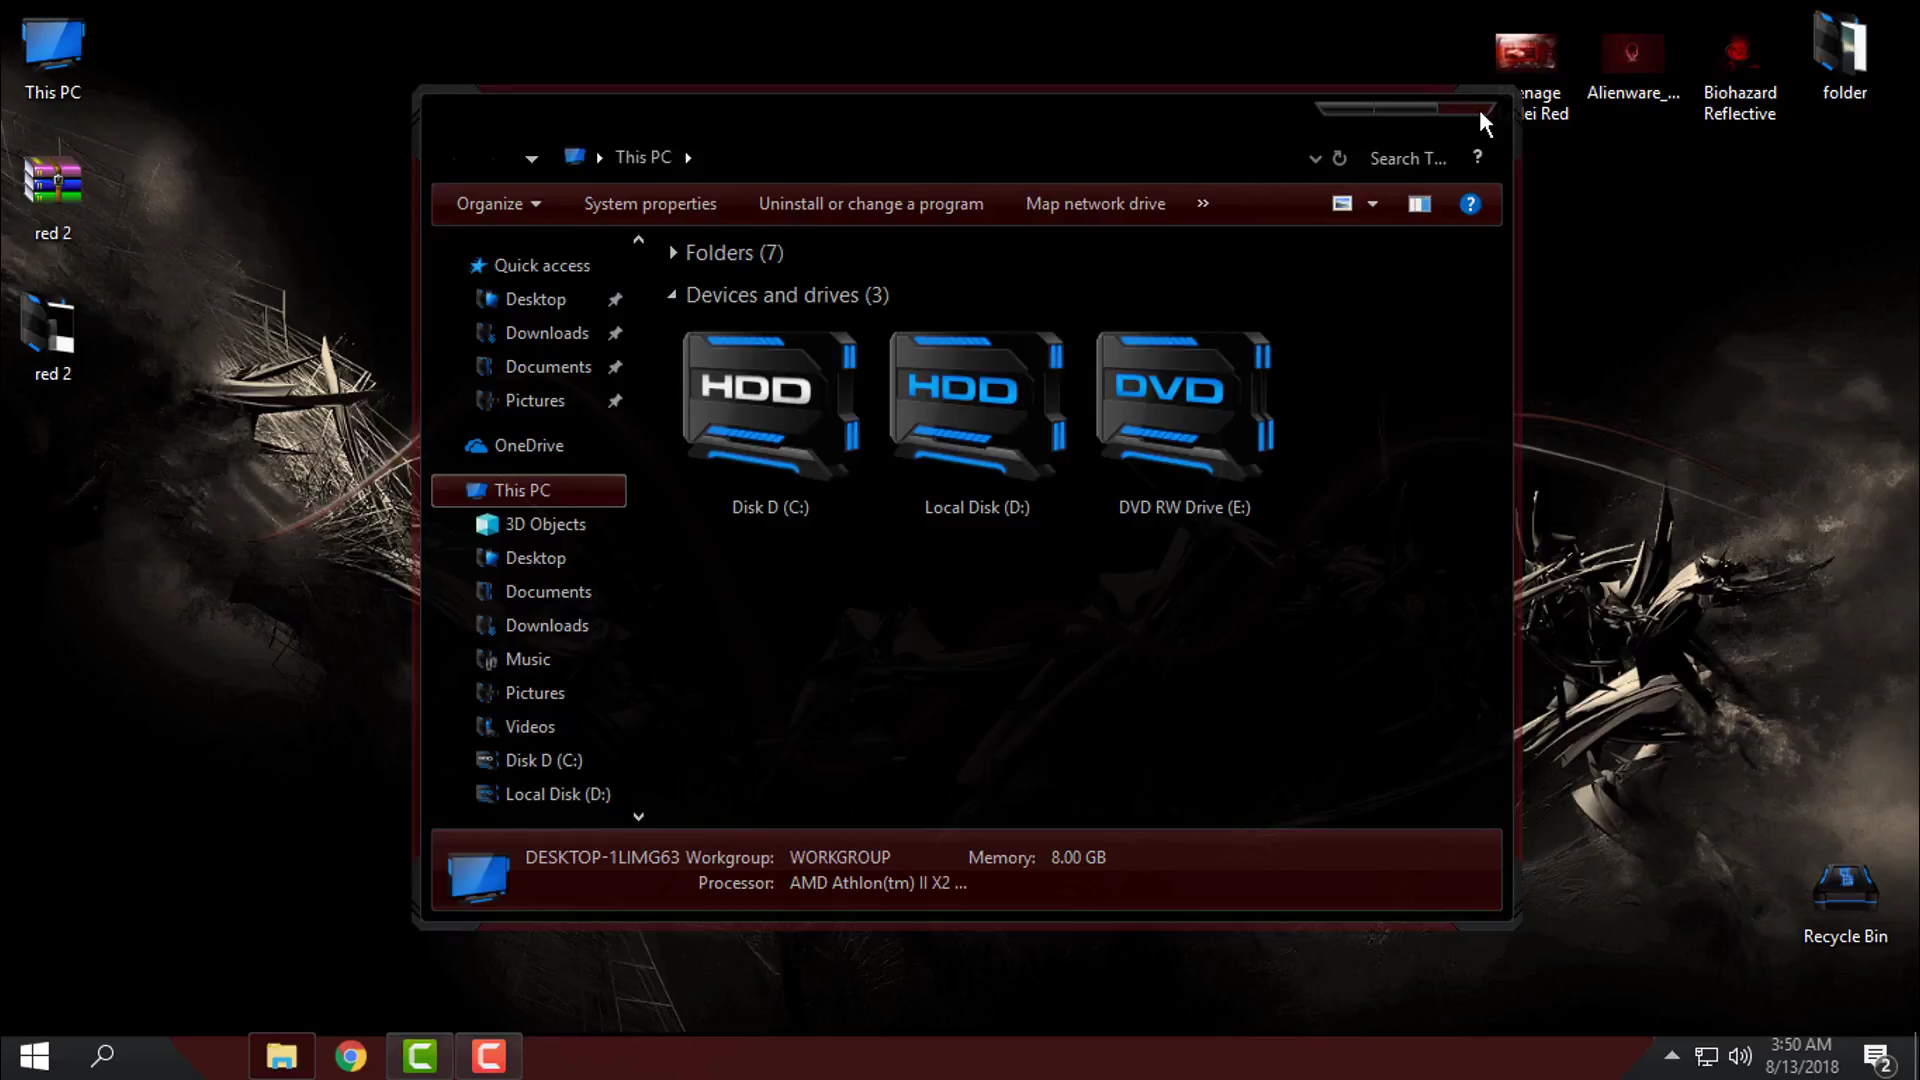 This PC
red 2
red 2
enage
ei Red
Alienware_...
Biohazard
Reflective
folder
This PC
Search T...
?
Organize
System properties
Uninstall or change a program
Map network drive
»
?
Quick access
Desktop
Downloads
Documents
Pictures
OneDrive
This PC
3D Objects
Desktop
Documents
Downloads
Music
Pictures
Videos
Disk D (C:)
Local Disk (D:)
Folders (7)
Devices and drives (3)
HDD
HDD
DVD
Disk D (C:)
Local Disk (D:)
DVD RW Drive (E:)
DESKTOP-1LIMG63 Workgroup: WORKGROUP Memory: 8.00 GB
Processor: AMD Athlon(tm) II X2 ...
Recycle Bin
3:50 AM
8/13/2018
2